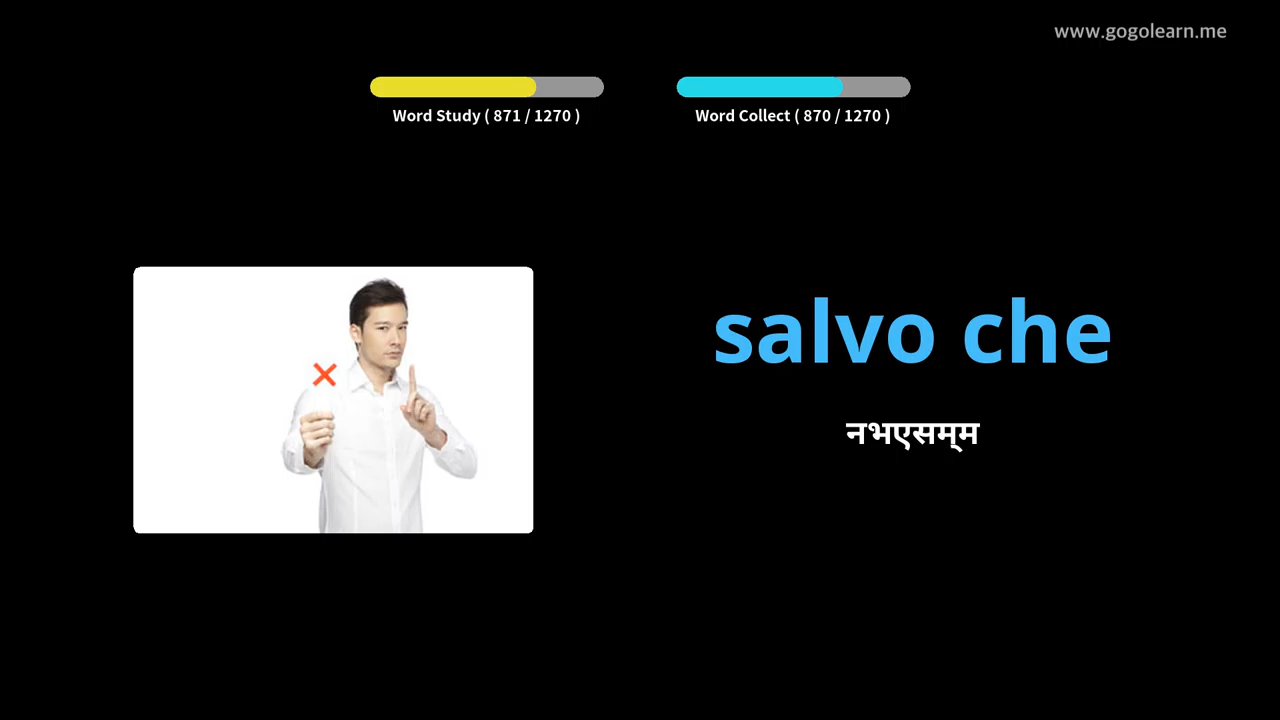 www.gogolearn.me
Word Study ( 871 / 1270 )
Word Collect ( 870 / 1270 )
salvo che
नभएसम्म